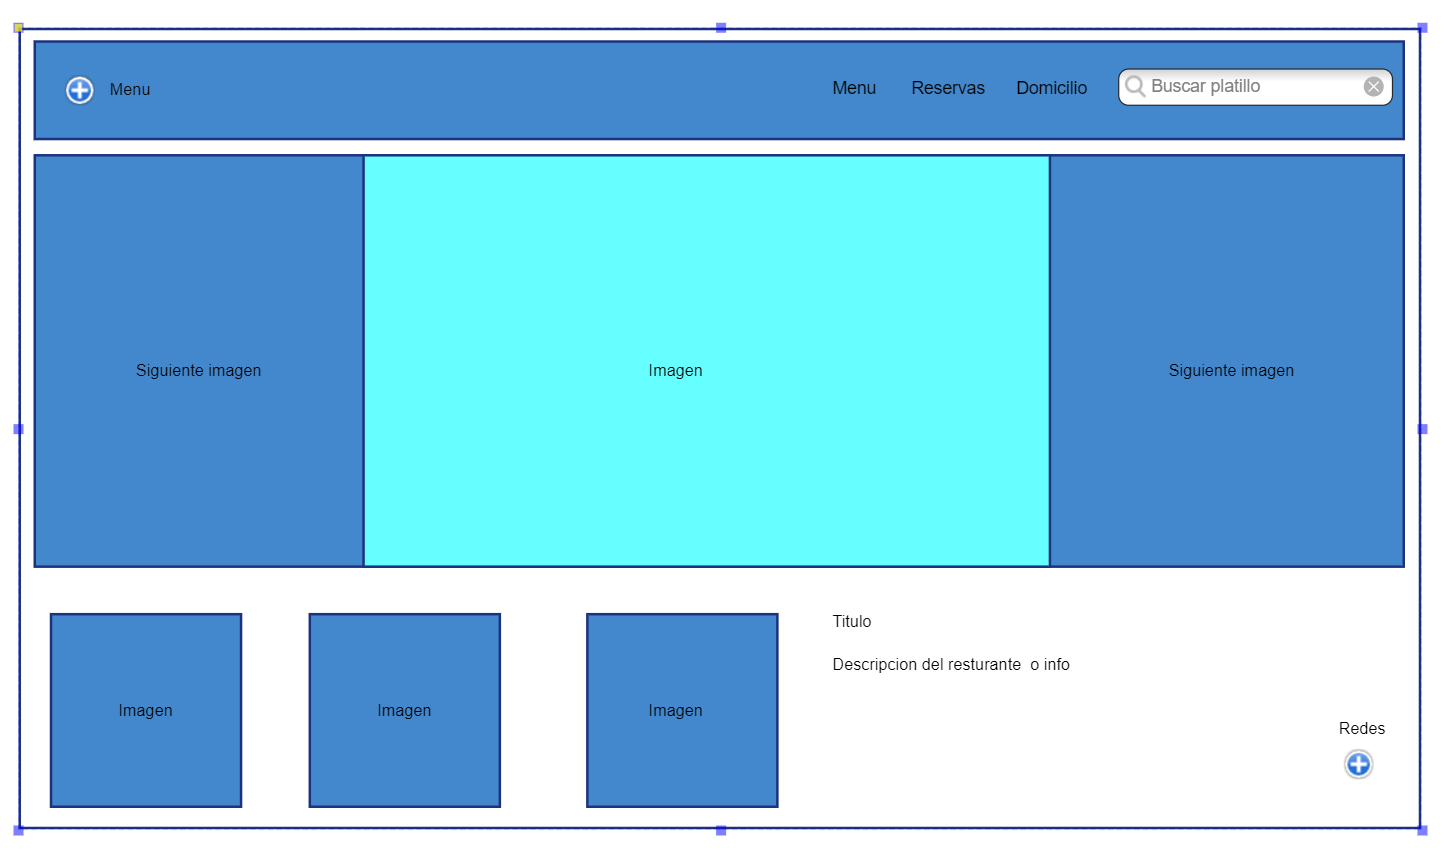 Menu
Menu Reservas Domicilio Buscar platillo
Siguiente imagen
Imagen
Siguiente imagen
Imagen
Imagen
Imagen
Titulo
Descripcion del resturante  o info
Redes